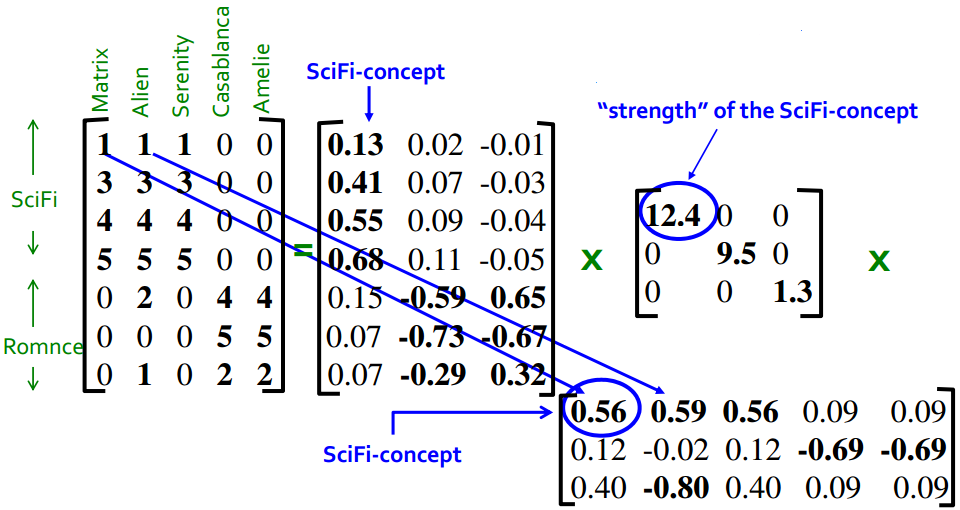 Matrix
Alien
Serenity
Casablanca
Amelie
SciFi-concept
"strength" of the SciFi-concept
SciFi
Romnce
1 1 1 0 0
3 3 3 0 0
4 4 4 0 0
5 5 5 0 0
0 2 0 4 4
0 0 0 5 5
0 1 0 2 2
=
0.13 0.02 -0.01
0.41 0.07 -0.03
0.55 0.09 -0.04
0.68 0.11 -0.05
0.15 -0.59 0.65
0.07 -0.73 -0.67
0.07 -0.29 0.32
x
12.4 0 0
0 9.5 0
0 0 1.3
x
SciFi-concept
0.56 0.59 0.56 0.09 0.09
0.12 -0.02 0.12 -0.69 -0.69
0.40 -0.80 0.40 0.09 0.09